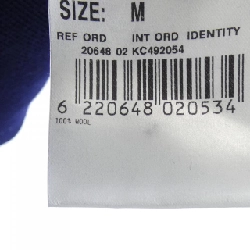 SIZE: M
REF ORD INT ORD IDENTITY
20648 02 KC492054
6 220648 020534
100% WOOL